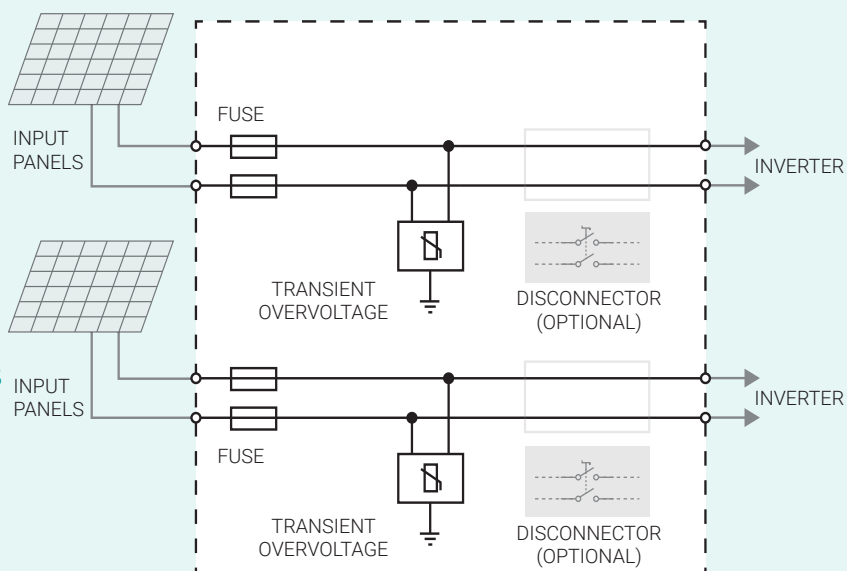 FUSE
INPUT
PANELS
INVERTER
TRANSIENT
OVERVOLTAGE
DISCONNECTOR
(OPTIONAL)
INPUT
PANELS
INVERTER
FUSE
TRANSIENT
OVERVOLTAGE
DISCONNECTOR
(OPTIONAL)